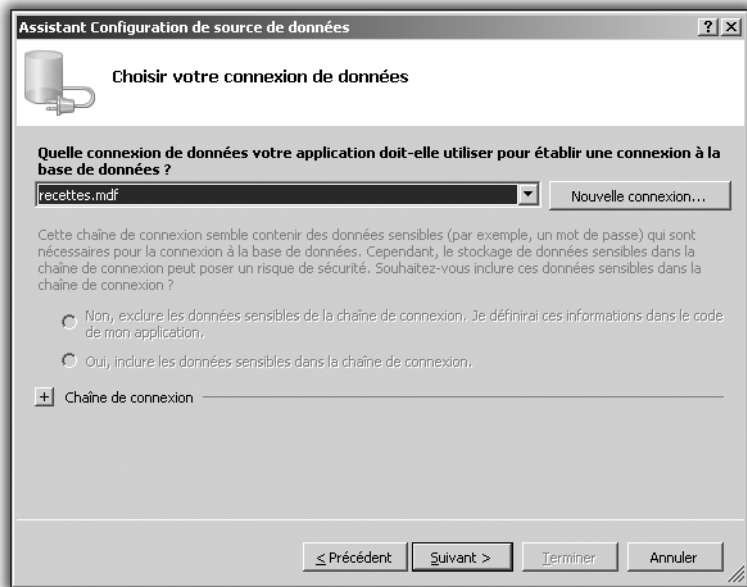 Assistant Configuration de source de données
Choisir votre connexion de données
Quelle connexion de données votre application doit-elle utiliser pour établir une connexion à la
base de données ?
recettes.mdf
Nouvelle connexion...
Cette chaîne de connexion semble contenir des données sensibles (par exemple, un mot de passe) qui sont
nécessaires pour la connexion à la base de données. Cependant, le stockage de données sensibles dans la
chaîne de connexion peut poser un risque de sécurité. Souhaitez-vous inclure ces données sensibles dans la
chaîne de connexion ?
Non, exclure les données sensibles de la chaîne de connexion. Je définirai ces informations dans le code
de mon application.
Oui, inclure les données sensibles dans la chaîne de connexion.
+ Chaîne de connexion
< Précédent Suivant > Terminer Annuler